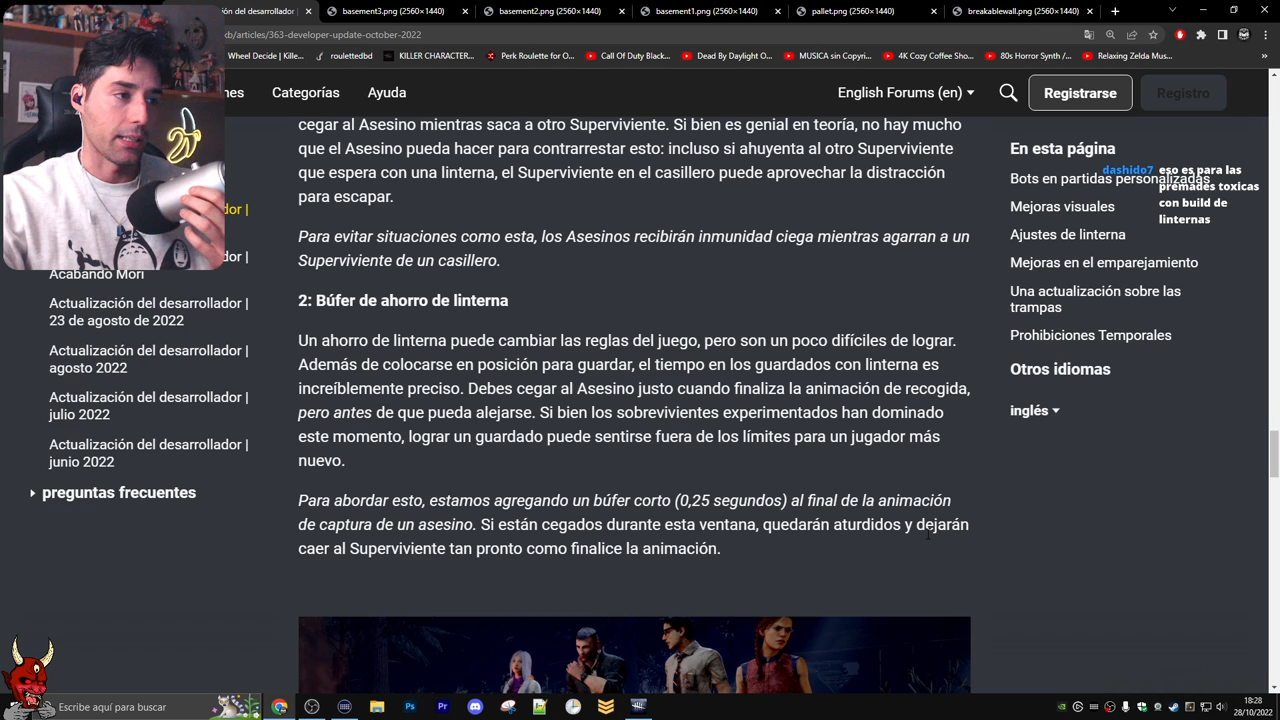 del desarrollador |
basement3.png (2560×1440)
basement2.png (2560×1440)
basement1.png (2560×1440)
pallet.png (2560×1440)
breakablewall.png (2560×1440)
kb/articles/363-developer-update-october-2022
Wheel Decide | Kille...
roulettedbd
KILLER CHARACTER...
Perk Roulette for O...
Call Of Duty Black...
Dead By Daylight O...
MUSICA sin Copyri...
4K Cozy Coffee Sho...
80s Horror Synth /...
Relaxing Zelda Mus...
nes
Categorías
Ayuda
English Forums (en)
Registrarse
Registro
cegar al Asesino mientras saca a otro Superviviente. Si bien es genial en teoría, no hay mucho
que el Asesino pueda hacer para contrarrestar esto: incluso si ahuyenta al otro Superviviente
que espera con una linterna, el Superviviente en el casillero puede aprovechar la distracción
para escapar.
Para evitar situaciones como esta, los Asesinos recibirán inmunidad ciega mientras agarran a un
Superviviente de un casillero.
2: Búfer de ahorro de linterna
Un ahorro de linterna puede cambiar las reglas del juego, pero son un poco difíciles de lograr.
Además de colocarse en posición para guardar, el tiempo en los guardados con linterna es
increíblemente preciso. Debes cegar al Asesino justo cuando finaliza la animación de recogida,
pero antes de que pueda alejarse. Si bien los sobrevivientes experimentados han dominado
este momento, lograr un guardado puede sentirse fuera de los límites para un jugador más
nuevo.
Para abordar esto, estamos agregando un búfer corto (0,25 segundos) al final de la animación
de captura de un asesino. Si están cegados durante esta ventana, quedarán aturdidos y dejarán
caer al Superviviente tan pronto como finalice la animación.
dor |
dor |
Acabando Mori
Actualización del desarrollador |
23 de agosto de 2022
Actualización del desarrollador |
agosto 2022
Actualización del desarrollador |
julio 2022
Actualización del desarrollador |
junio 2022
preguntas frecuentes
En esta página
Bots en partidas personalizadas
Mejoras visuales
Ajustes de linterna
Mejoras en el emparejamiento
Una actualización sobre las
trampas
Prohibiciones Temporales
Otros idiomas
inglés
dashido7 eso es para las
premades toxicas
con build de
linternas
Escribe aquí para buscar
18:28
28/10/2022